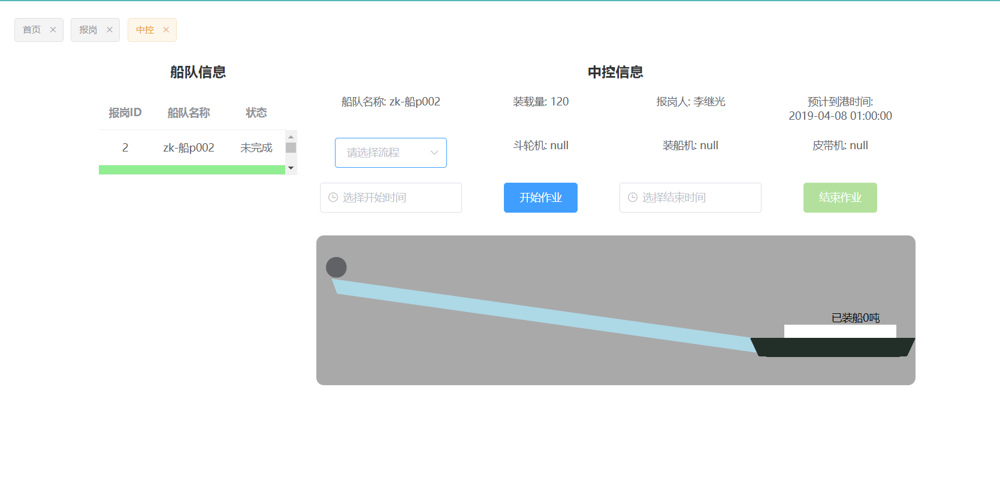 首页
报岗
中控
船队信息
报岗ID 船队名称 状态
2 zk-船p002 未完成
中控信息
船队名称: zk-船p002 装载量: 120 报岗人: 李继光 预计到港时间:
2019-04-08 01:00:00
请选择流程 斗轮机: null 装船机: null 皮带机: null
选择开始时间 开始作业 选择结束时间 结束作业
已装船0吨